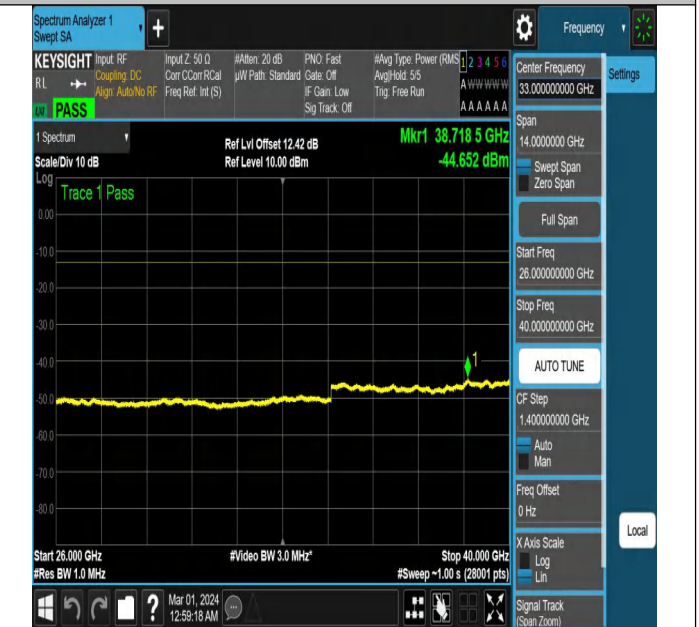 Spectrum Analyzer 1
Swept SA
+
Frequency
KEYSIGHT
RL
PASS
Input: RF
Coupling: DC
Align: Auto/No RF
Input Z: 50 Ω
Corr CCorr RCal
Freq Ref: Int (S)
#Atten: 20 dB
µW Path: Standard
PNO: Fast
Gate: Off
IF Gain: Low
Sig Track: Off
#Avg Type: Power (RMS
Avg|Hold: 5/5
Trig: Free Run
1 2 3 4 5 6
A W W W W W
A A A A A A
1 Spectrum
Scale/Div 10 dB
Ref Lvl Offset 12.42 dB
Ref Level 10.00 dBm
Mkr1 38.718 5 GHz
-44.652 dBm
Log
Trace 1 Pass
0.00
-10.0
-20.0
-30.0
-40.0
-50.0
-60.0
-70.0
-80.0
1
Start 26.000 GHz
#Res BW 1.0 MHz
#Video BW 3.0 MHz*
Stop 40.000 GHz
#Sweep ~1.00 s (28001 pts)
?
Mar 01, 2024
12:59:18 AM
Center Frequency
33.000000000 GHz
Settings
Span
14.0000000 GHz
Swept Span
Zero Span
Full Span
Start Freq
26.000000000 GHz
Stop Freq
40.000000000 GHz
AUTO TUNE
CF Step
1.400000000 GHz
Auto
Man
Freq Offset
0 Hz
X Axis Scale
Log
Lin
Local
Signal Track
(Span Zoom)